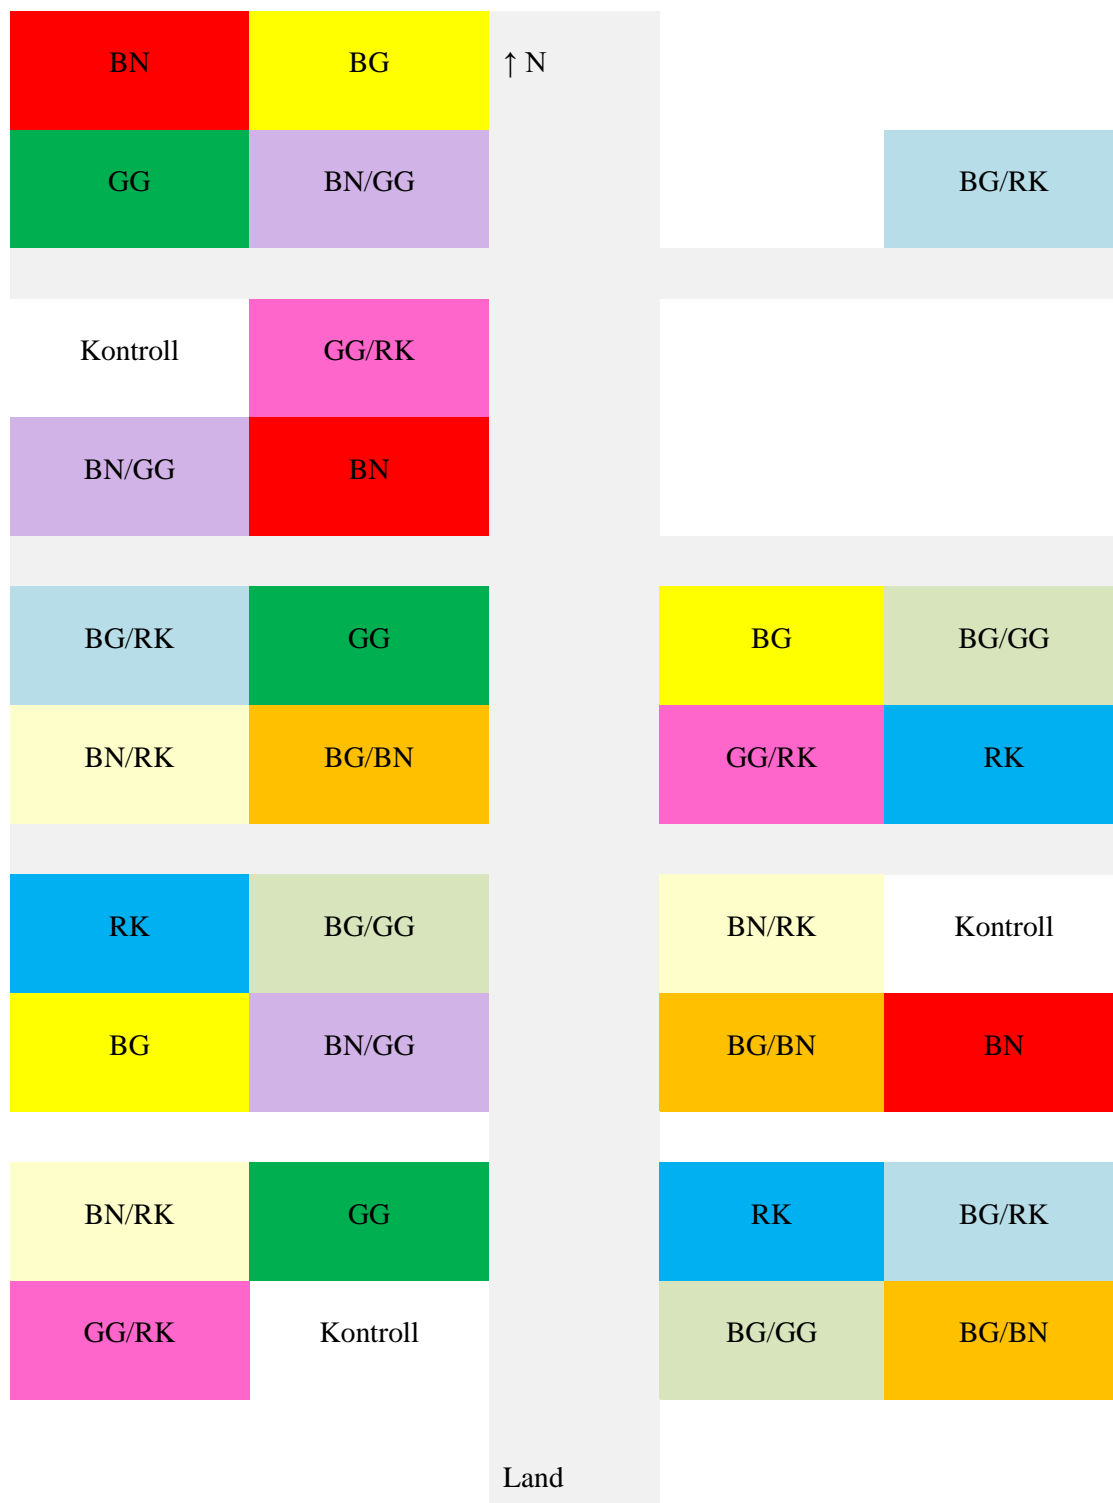 BN BG ↑ N
GG BN/GG BG/RK
Kontroll GG/RK
BN/GG BN
BG/RK GG BG BG/GG
BN/RK BG/BN GG/RK RK
RK BG/GG BN/RK Kontroll
BG BN/GG BG/BN BN
BN/RK GG RK BG/RK
GG/RK Kontroll BG/GG BG/BN
Land